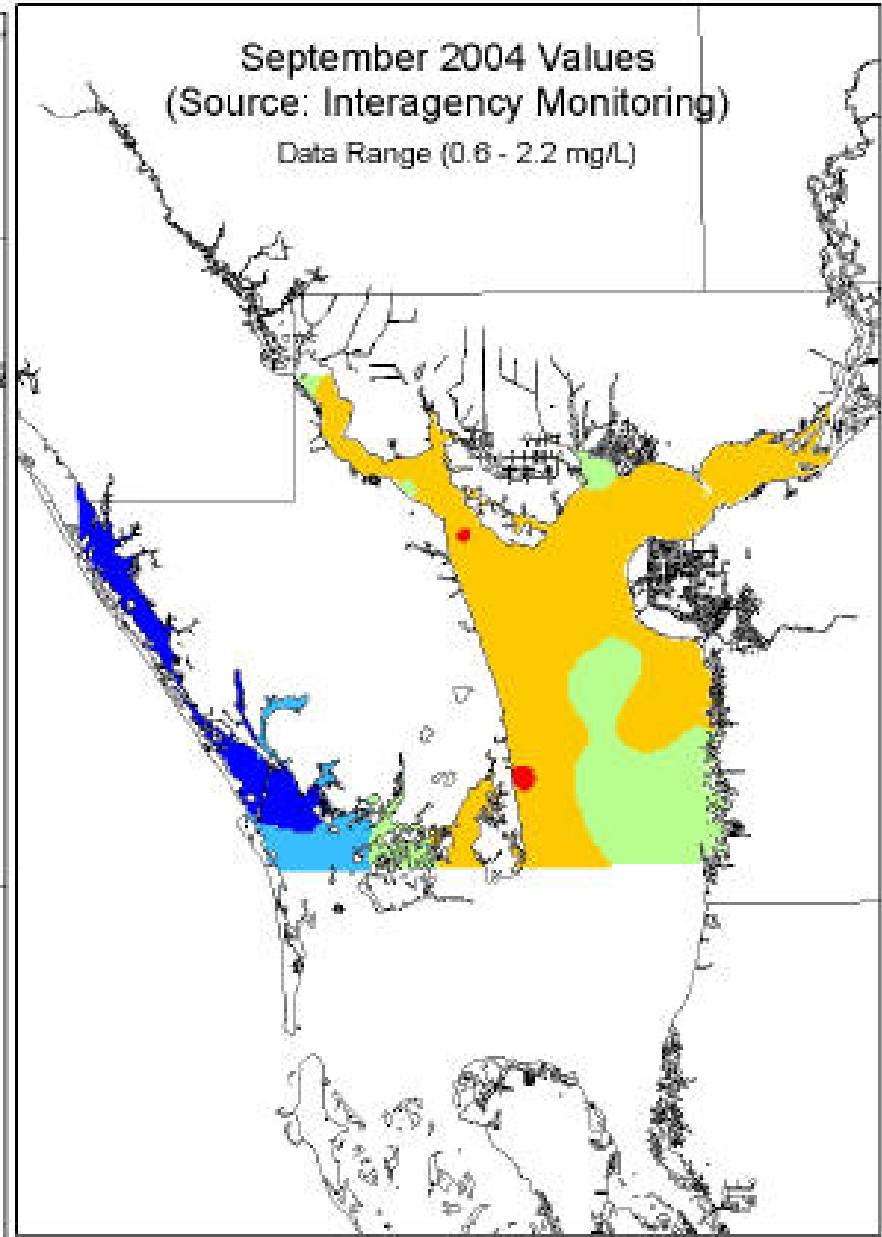 September 2004 Values
(Source: Interagency Monitoring)
Data Range (0.6 - 2.2 mg/L)